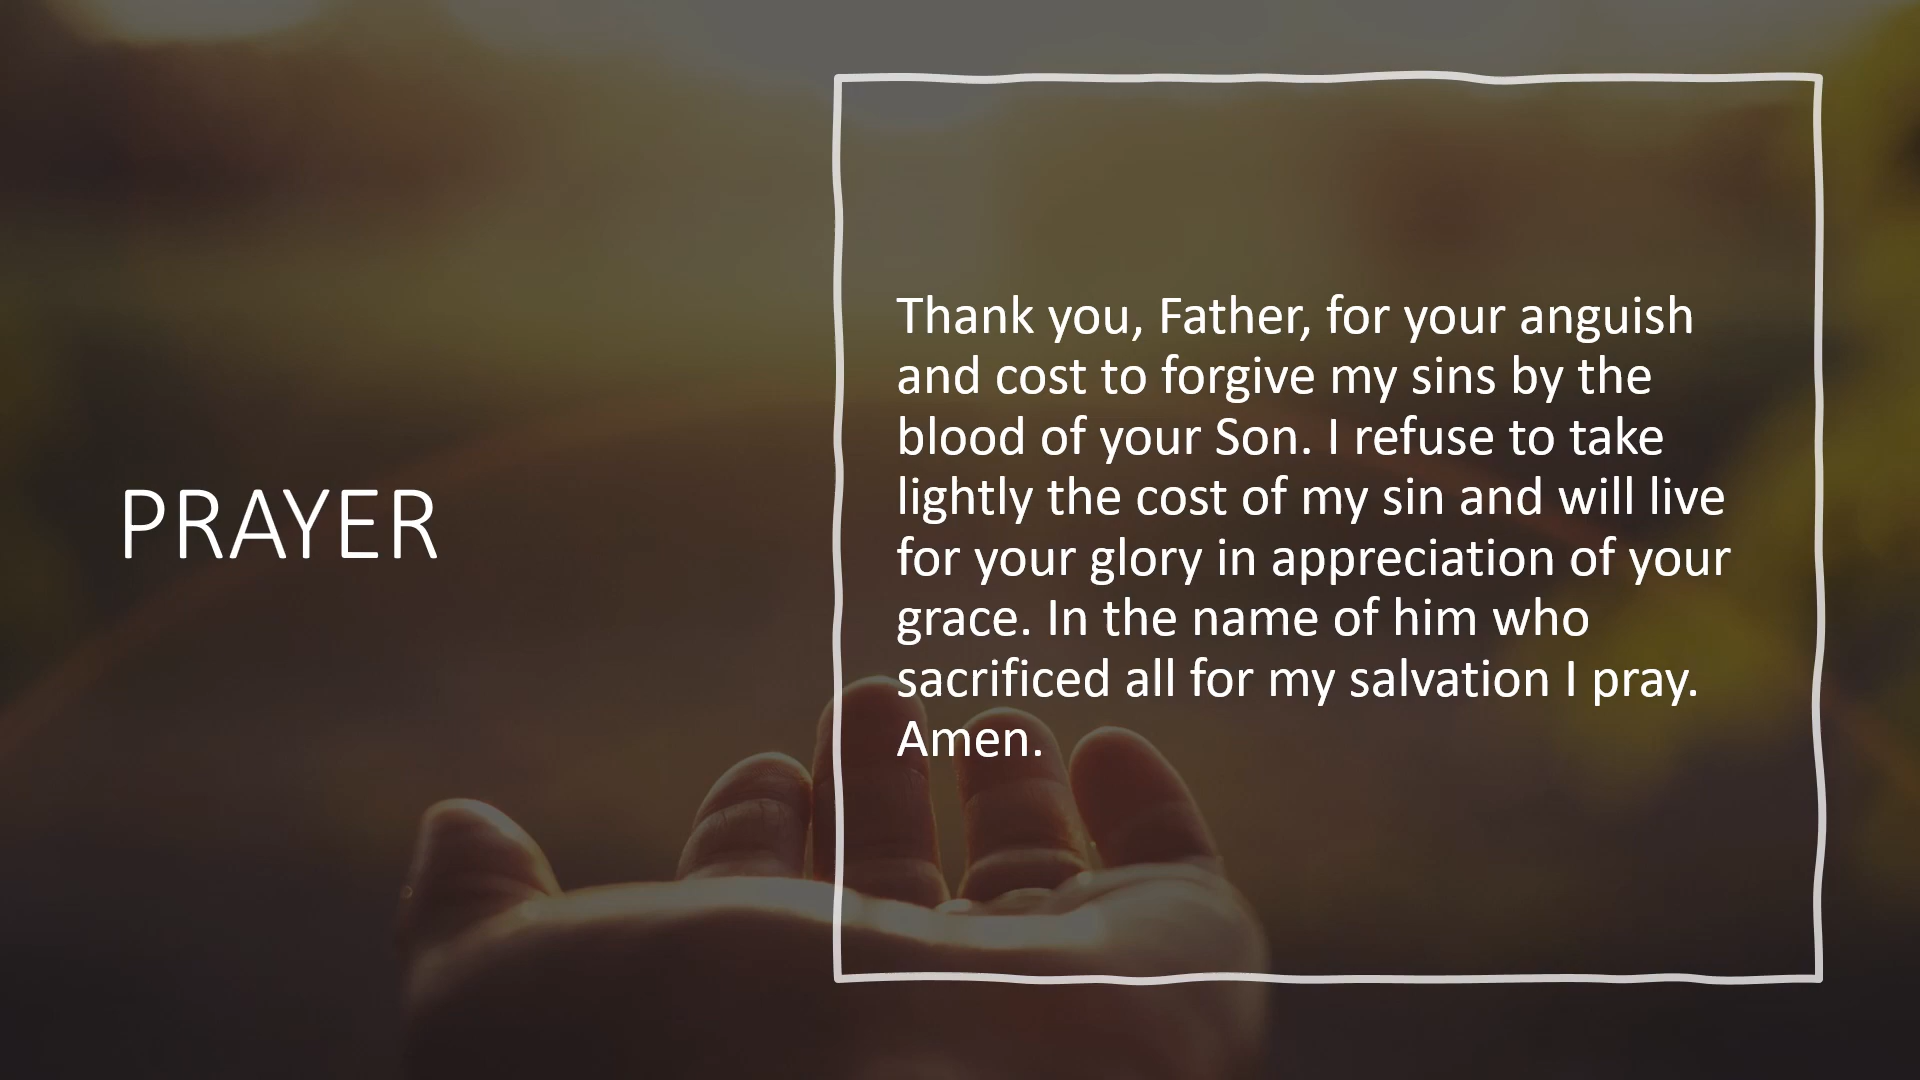 PRAYER
Thank you, Father, for your anguish
and cost to forgive my sins by the
blood of your Son. I refuse to take
lightly the cost of my sin and will live
for your glory in appreciation of your
grace. In the name of him who
sacrificed all for my salvation I pray.
Amen.